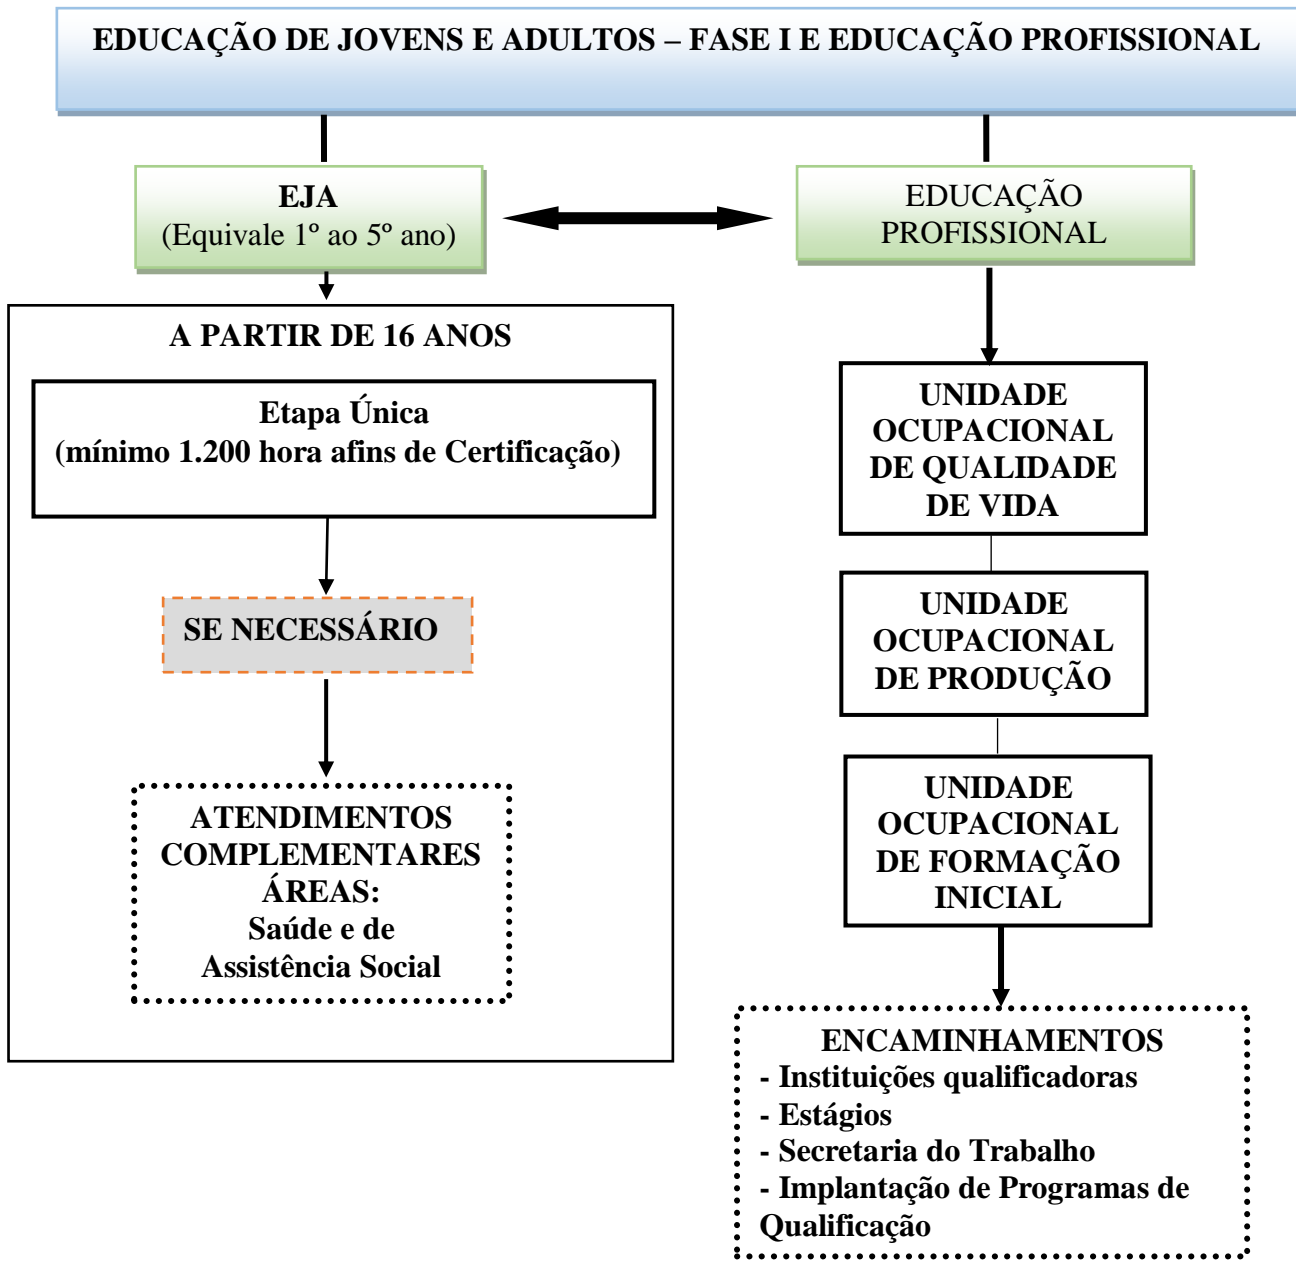 EDUCAÇÃO DE JOVENS E ADULTOS – FASE I E EDUCAÇÃO PROFISSIONAL
EJA
(Equivale 1º ao 5º ano)
A PARTIR DE 16 ANOS
Etapa Única
(mínimo 1.200 hora afins de Certificação)
SE NECESSÁRIO
ATENDIMENTOS
COMPLEMENTARES
ÁREAS:
Saúde e de
Assistência Social
EDUCAÇÃO
PROFISSIONAL
UNIDADE
OCUPACIONAL
DE QUALIDADE
DE VIDA
UNIDADE
OCUPACIONAL
DE PRODUÇÃO
UNIDADE
OCUPACIONAL
DE FORMAÇÃO
INICIAL
ENCAMINHAMENTOS
- Instituições qualificadoras
- Estágios
- Secretaria do Trabalho
- Implantação de Programas de
Qualificação